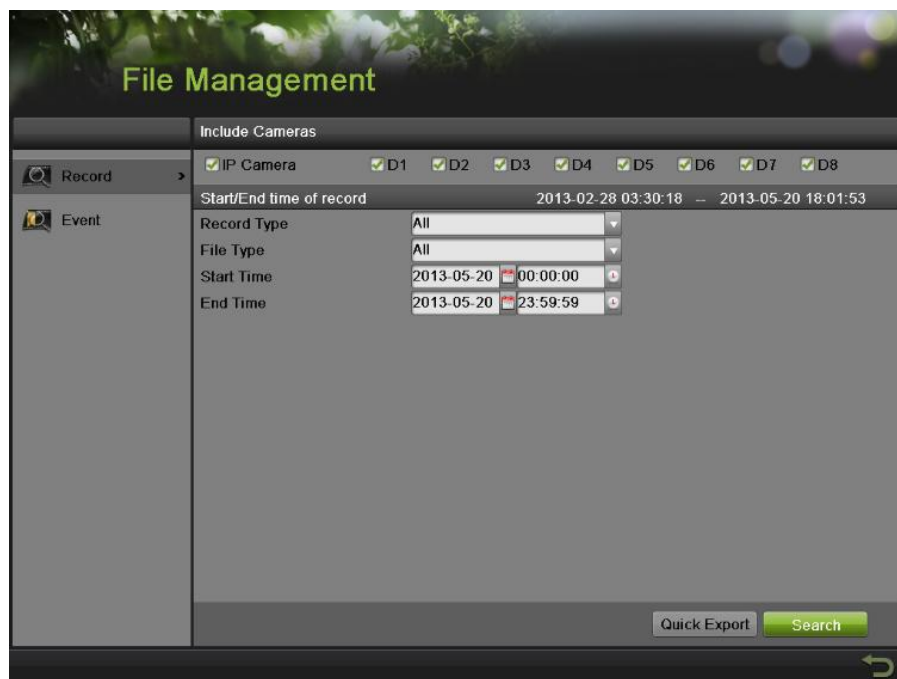 File Management
Include Cameras
IP Camera D1 D2 D3 D4 D5 D6 D7 D8
Record
Start/End time of record 2013-02-28 03:30:18 -- 2013-05-20 18:01:53
Event
Record Type All
File Type All
Start Time 2013-05-20 00:00:00
End Time 2013-05-20 23:59:59
Quick Export Search